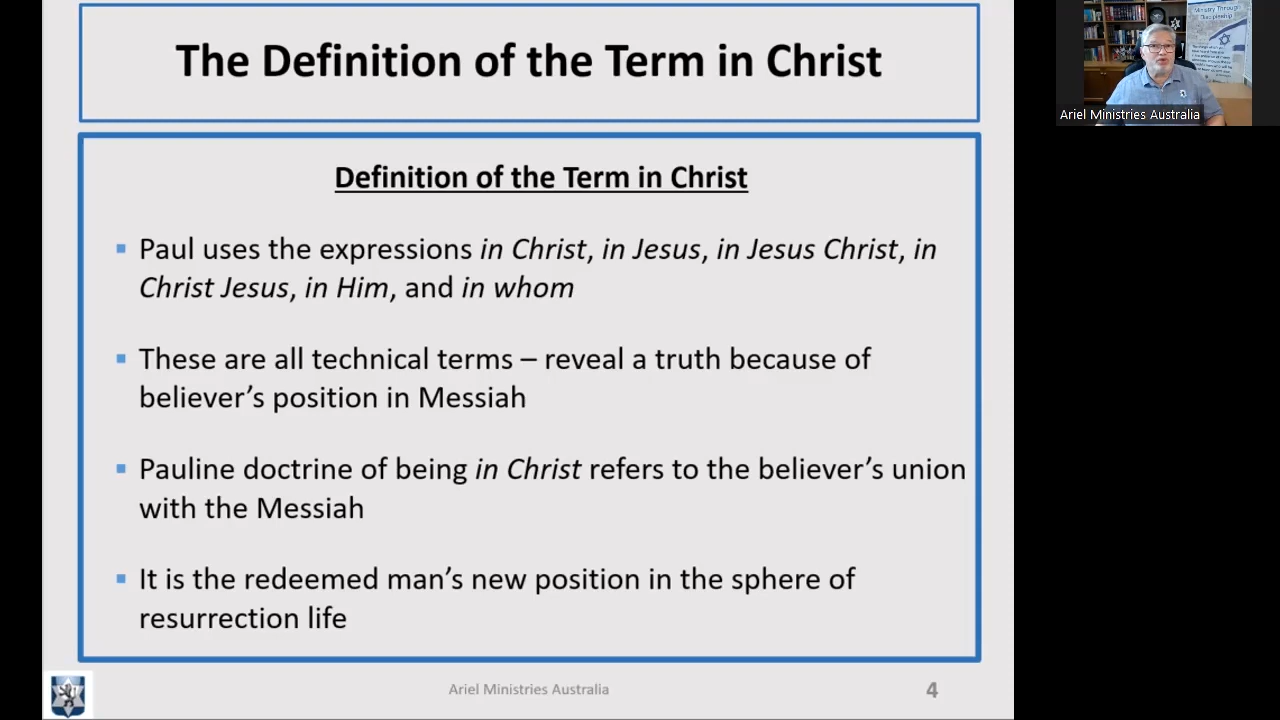 The Definition of the Term in Christ
Definition of the Term in Christ
▪ Paul uses the expressions in Christ, in Jesus, in Jesus Christ, in
Christ Jesus, in Him, and in whom
▪ These are all technical terms – reveal a truth because of
believer’s position in Messiah
▪ Pauline doctrine of being in Christ refers to the believer’s union
with the Messiah
▪ It is the redeemed man’s new position in the sphere of
resurrection life
Ariel Ministries Australia
4
Ministry Through
Discipleship
Ariel Ministries Australia